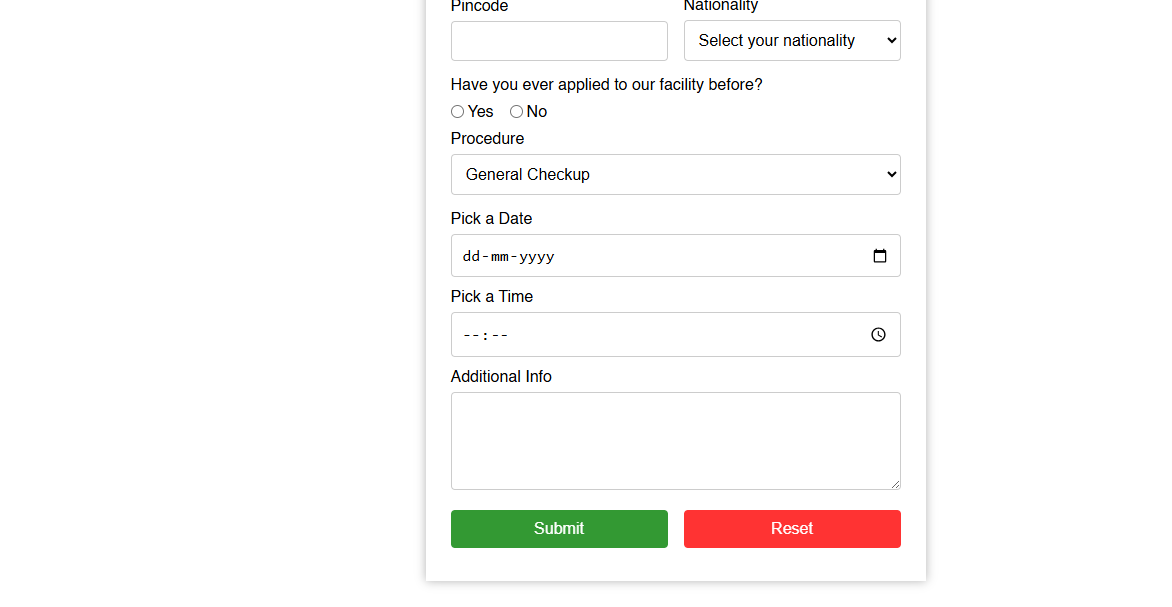 Pincode Nationality
Select your nationality
Have you ever applied to our facility before?
Yes No
Procedure
General Checkup
Pick a Date
dd-mm-yyyy
Pick a Time
--:--
Additional Info
Submit Reset